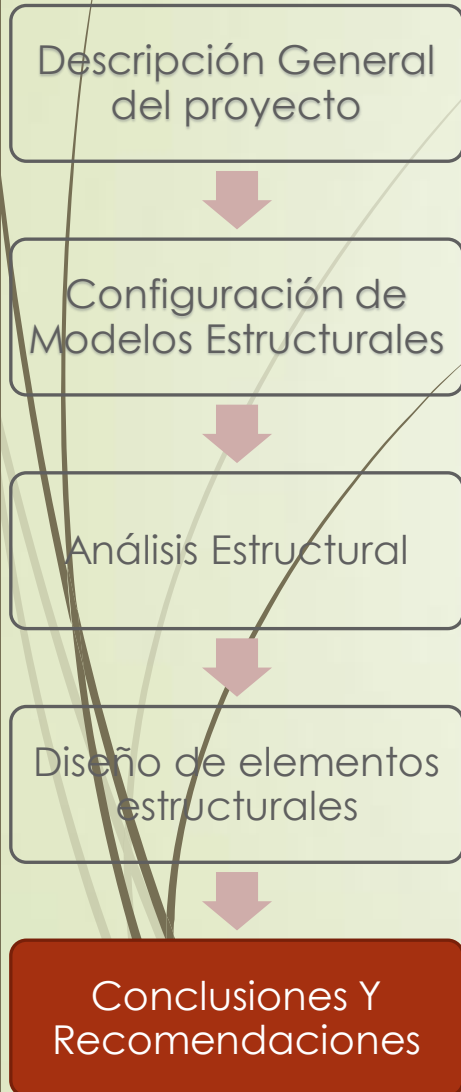 Descripción General
del proyecto
Configuración de
Modelos Estructurales
Análisis Estructural
Diseño de elementos
estructurales
Conclusiones Y
Recomendaciones